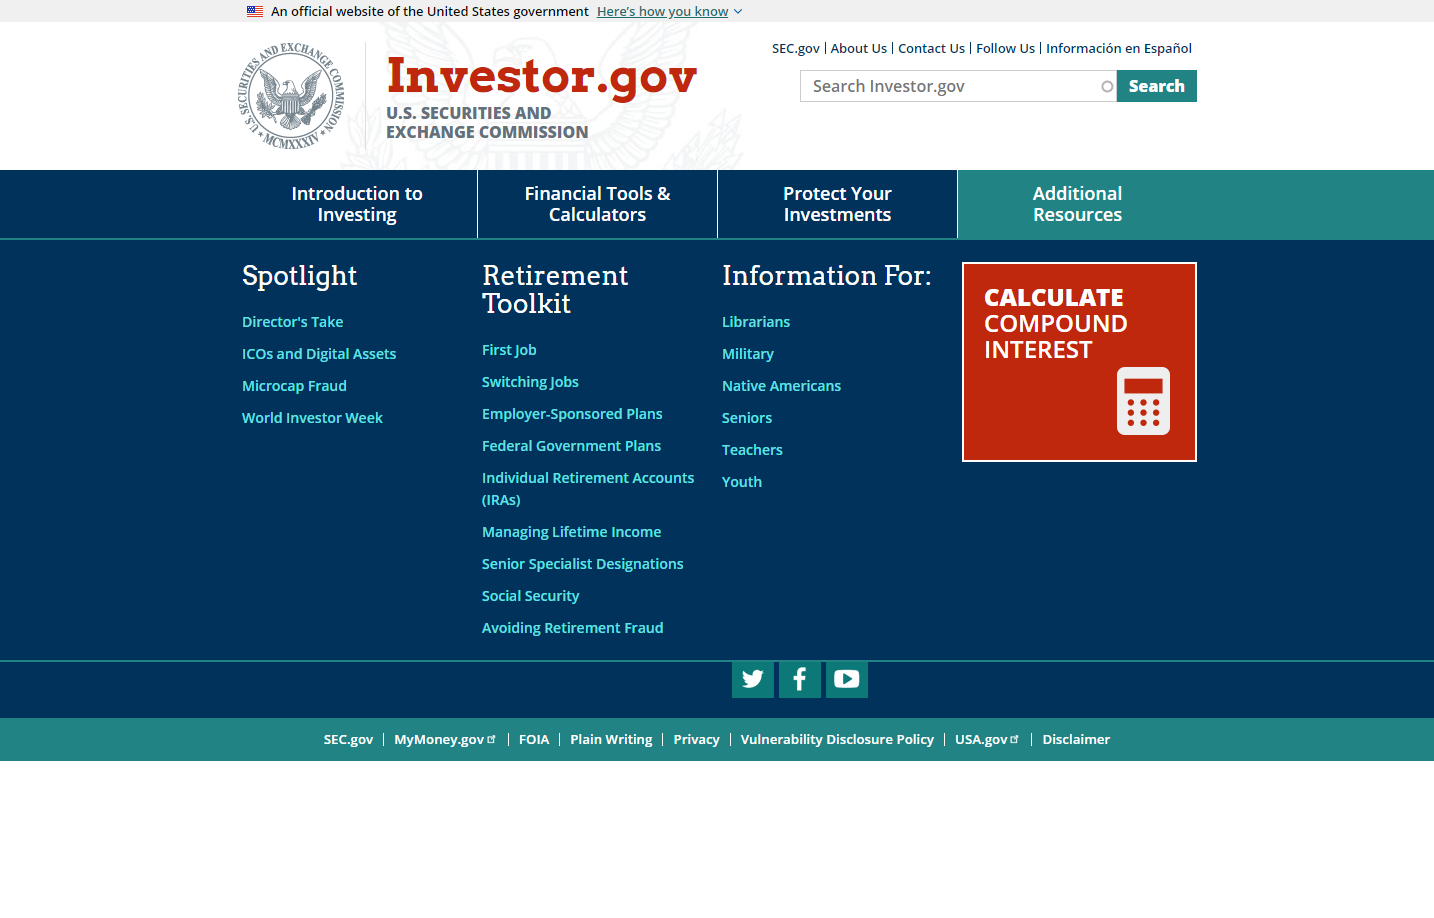 An official website of the United States government Here's how you know
U.S. SECURITIES AND EXCHANGE COMMISSION
MCMXXXIV
Investor.gov
U.S. SECURITIES AND
EXCHANGE COMMISSION
SEC.gov About Us Contact Us Follow Us Información en Español
Search Investor.gov
Search
Introduction to
Investing
Financial Tools &
Calculators
Protect Your
Investments
Additional
Resources
Spotlight
Director's Take
ICOs and Digital Assets
Microcap Fraud
World Investor Week
Retirement
Toolkit
First Job
Switching Jobs
Employer-Sponsored Plans
Federal Government Plans
Individual Retirement Accounts
(IRAs)
Managing Lifetime Income
Senior Specialist Designations
Social Security
Avoiding Retirement Fraud
Information For:
Librarians
Military
Native Americans
Seniors
Teachers
Youth
CALCULATE
COMPOUND
INTEREST
SEC.gov MyMoney.gov FOIA Plain Writing Privacy Vulnerability Disclosure Policy USA.gov Disclaimer